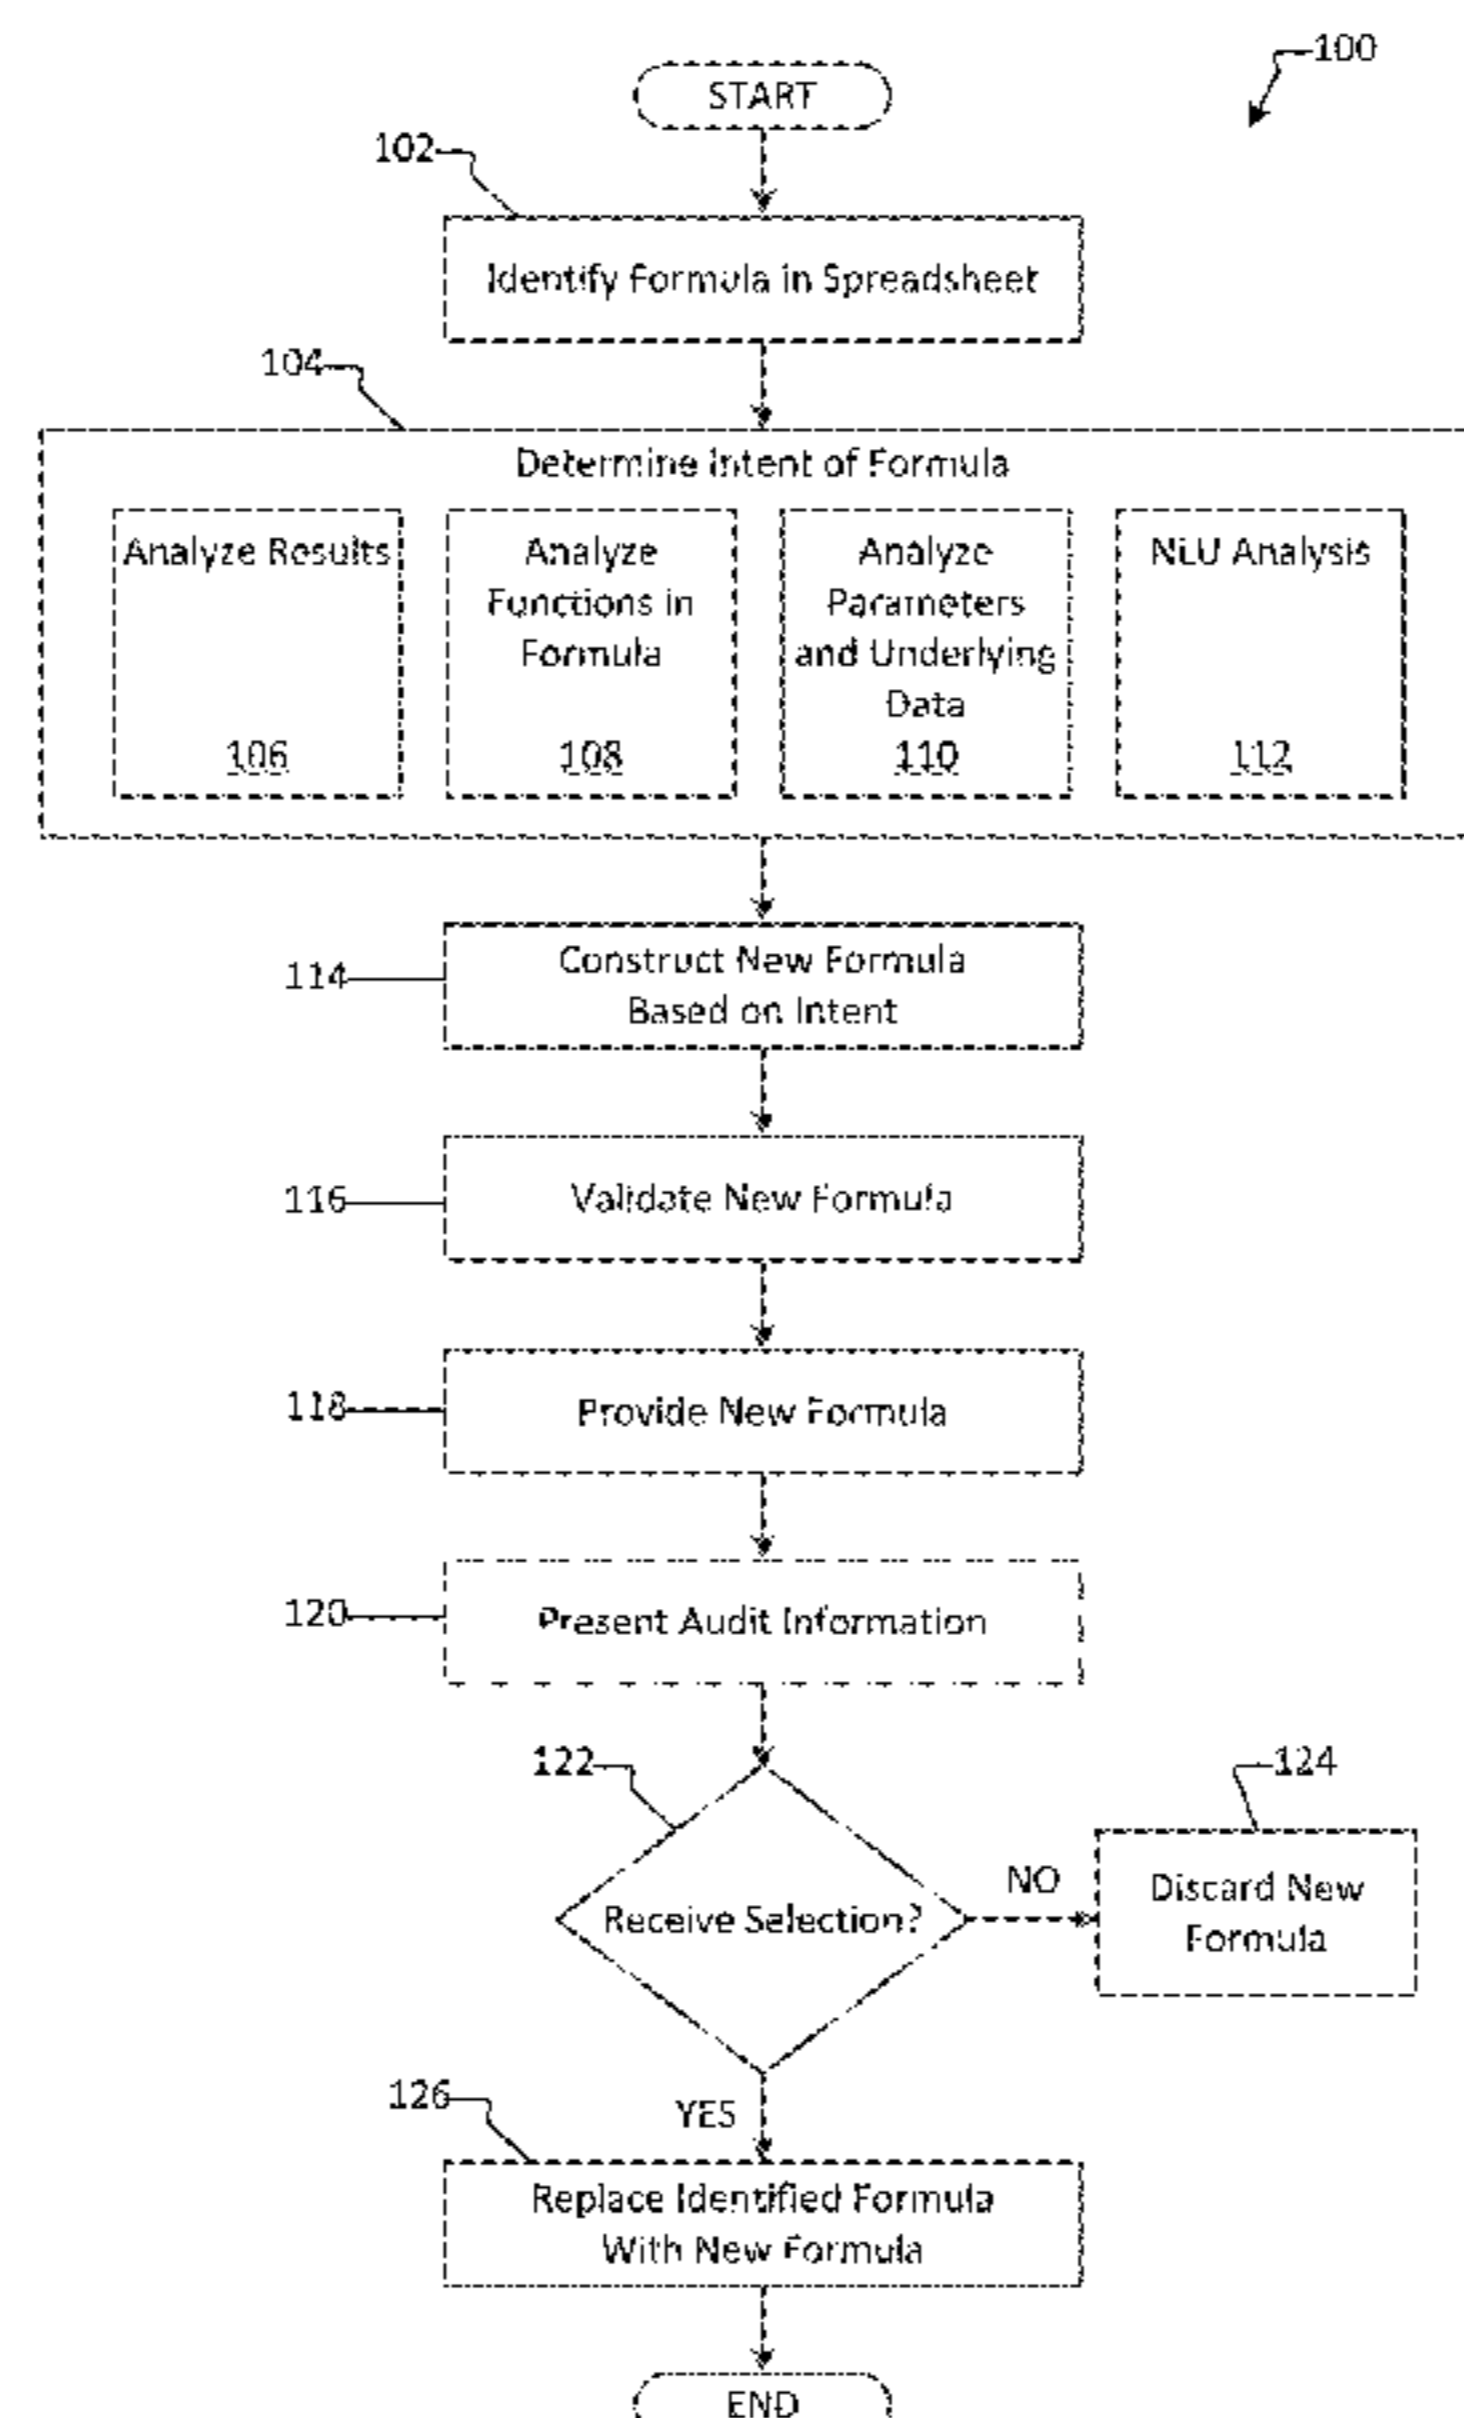 100
START
102
Identify Formula in Spreadsheet
104
Determine Intent of Formula
Analyze Results
106
Analyze
Functions in
Formula
108
Analyze
Parameters
and Underlying
Data
110
NLU Analysis
112
114
Construct New Formula
Based on Intent
116
Validate New Formula
118
Provide New Formula
120
Present Audit Information
122
Receive Selection?
NO
124
Discard New
Formula
YES
126
Replace Identified Formula
With New Formula
END